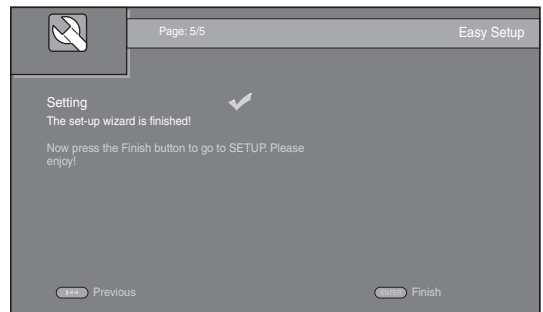 Page: 5/5
Easy Setup
Setting
The set-up wizard is finished!
Now press the Finish button to go to SETUP. Please
enjoy!
Previous
ENTER Finish